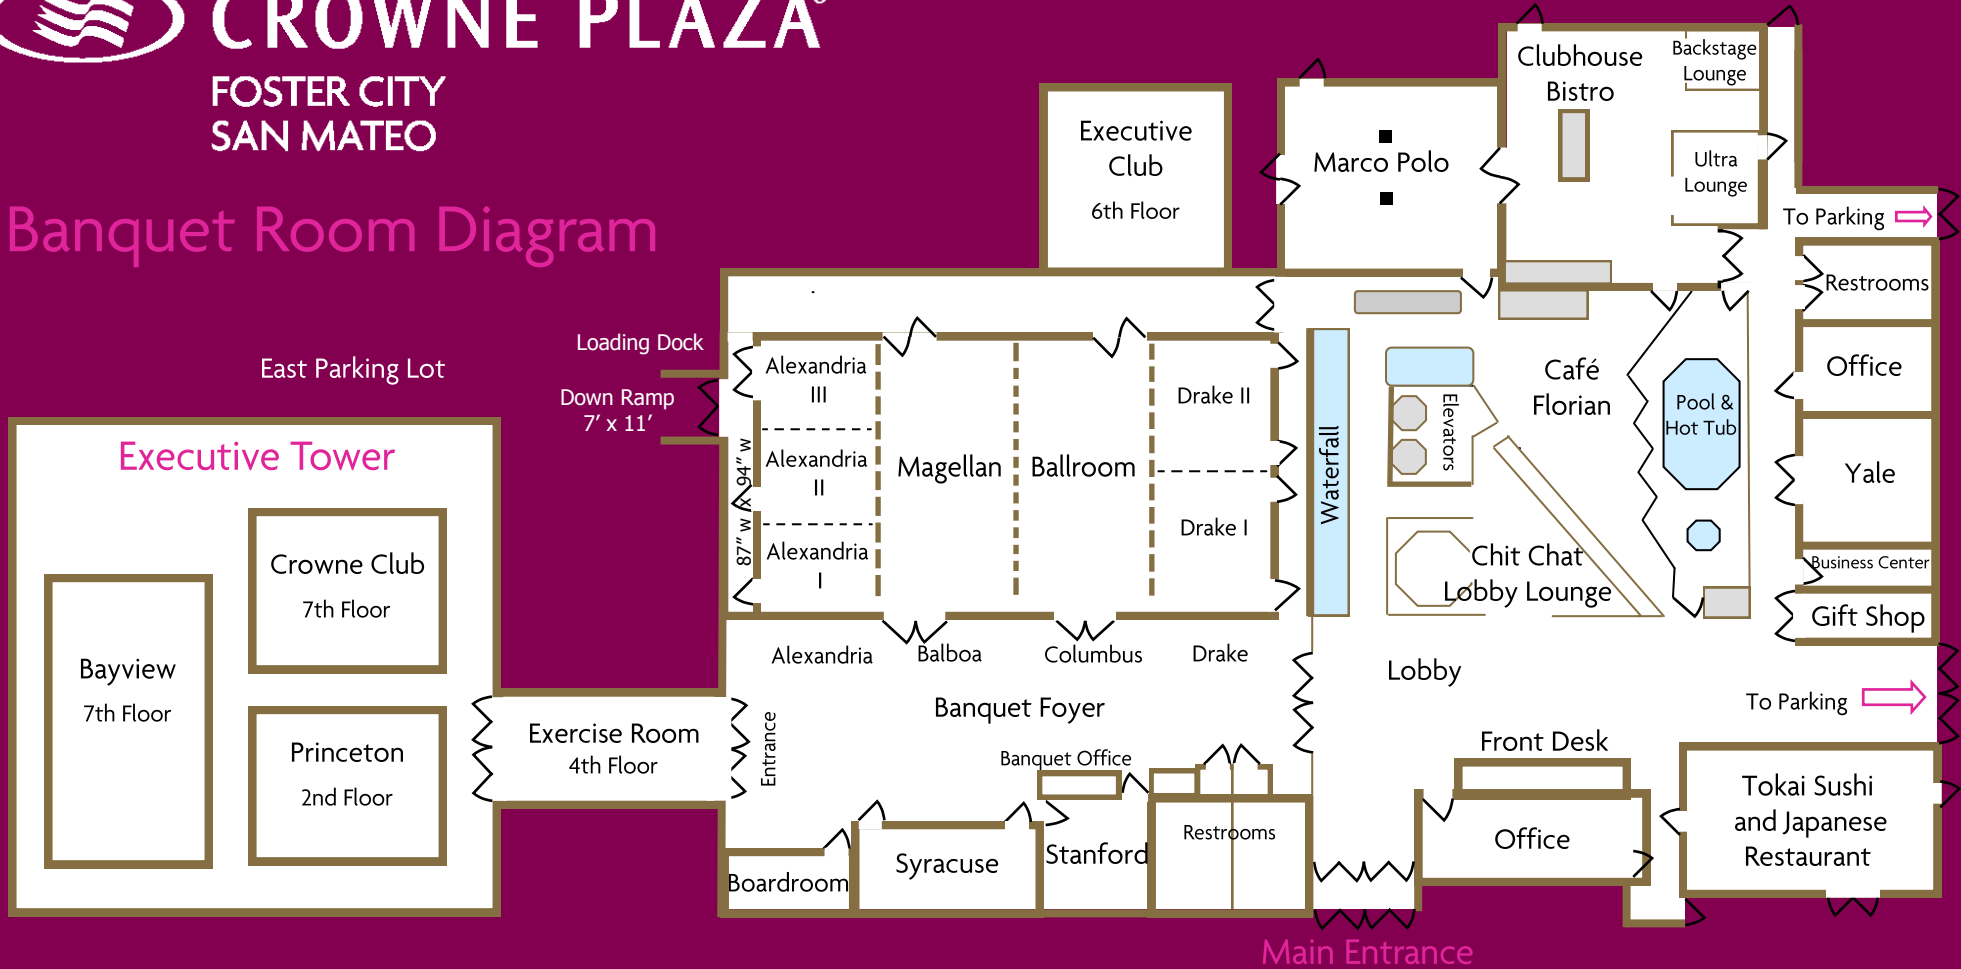 CROWNE PLAZA
FOSTER CITY
SAN MATEO
Banquet Room Diagram
Executive
Club
6th Floor
Marco Polo
Clubhouse
Bistro
Backstage
Lounge
Ultra
Lounge
To Parking
Restrooms
Office
Yale
Business Center
Gift Shop
East Parking Lot
Loading Dock
Down Ramp
7’ x 11’
87” w x 94” w
Alexandria
III
Alexandria
II
Alexandria
I
Magellan
Ballroom
Drake II
Drake I
Waterfall
Elevators
Café
Florian
Pool &
Hot Tub
Chit Chat
Lobby Lounge
Executive Tower
Crowne Club
7th Floor
Bayview
7th Floor
Princeton
2nd Floor
Exercise Room
4th Floor
Entrance
Alexandria
Balboa
Columbus
Drake
Banquet Foyer
Banquet Office
Lobby
To Parking
Front Desk
Office
Tokai Sushi
and Japanese
Restaurant
Boardroom
Syracuse
Stanford
Restrooms
Main Entrance